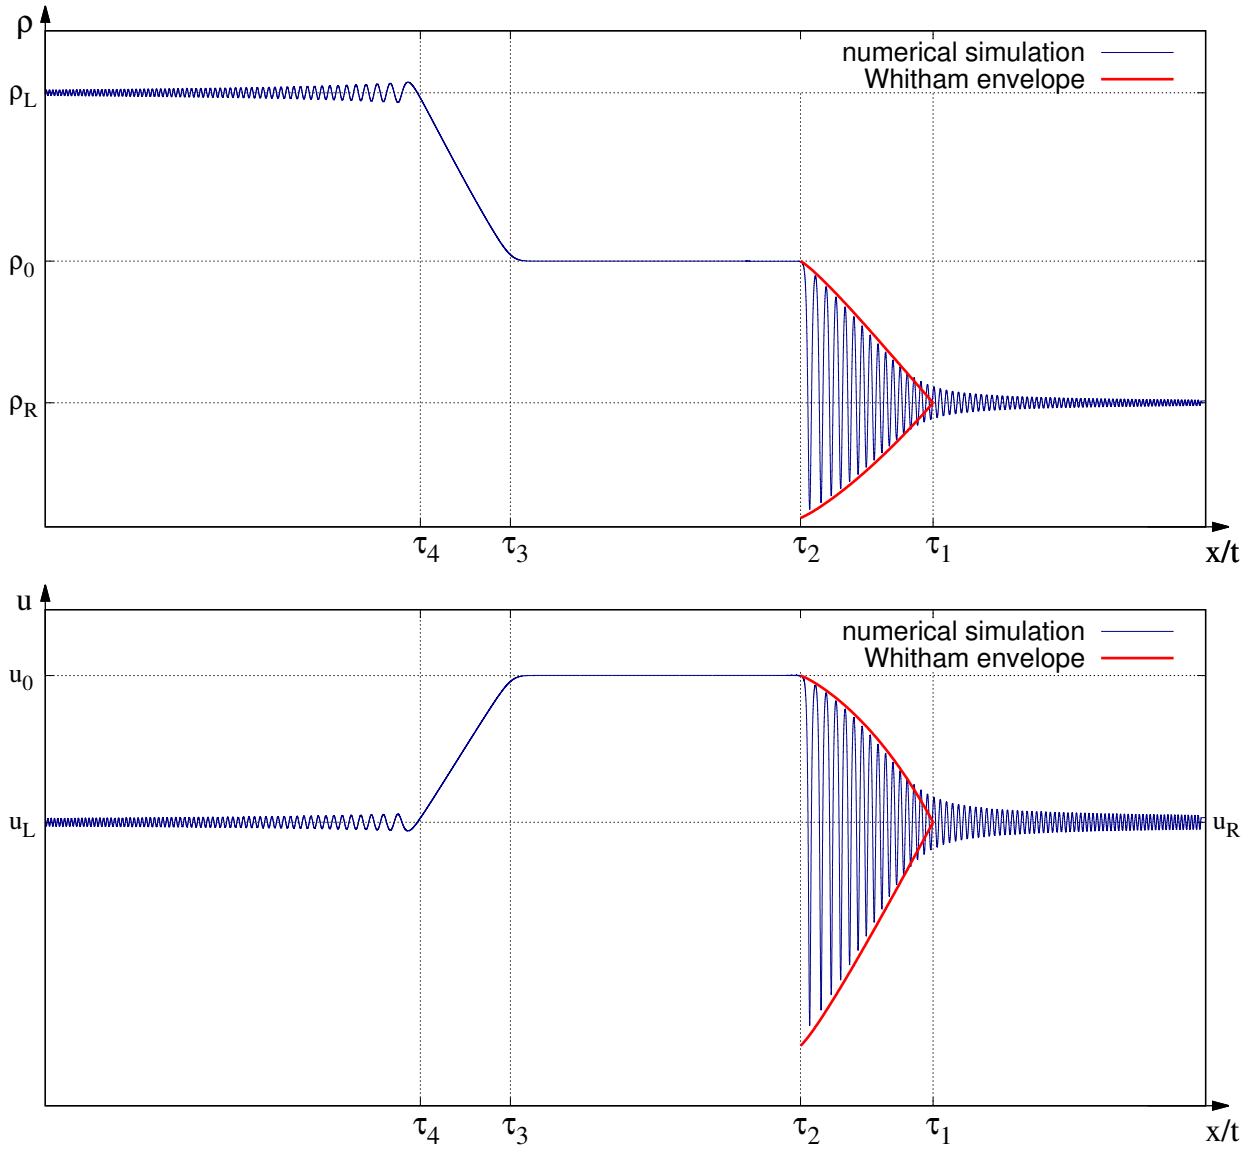 ρ
numerical simulation
Whitham envelope
ρL
ρ0
ρR
τ4 τ3 τ2 τ1 x/t
u
numerical simulation
Whitham envelope
u0
uL uR
τ4 τ3 τ2 τ1 x/t